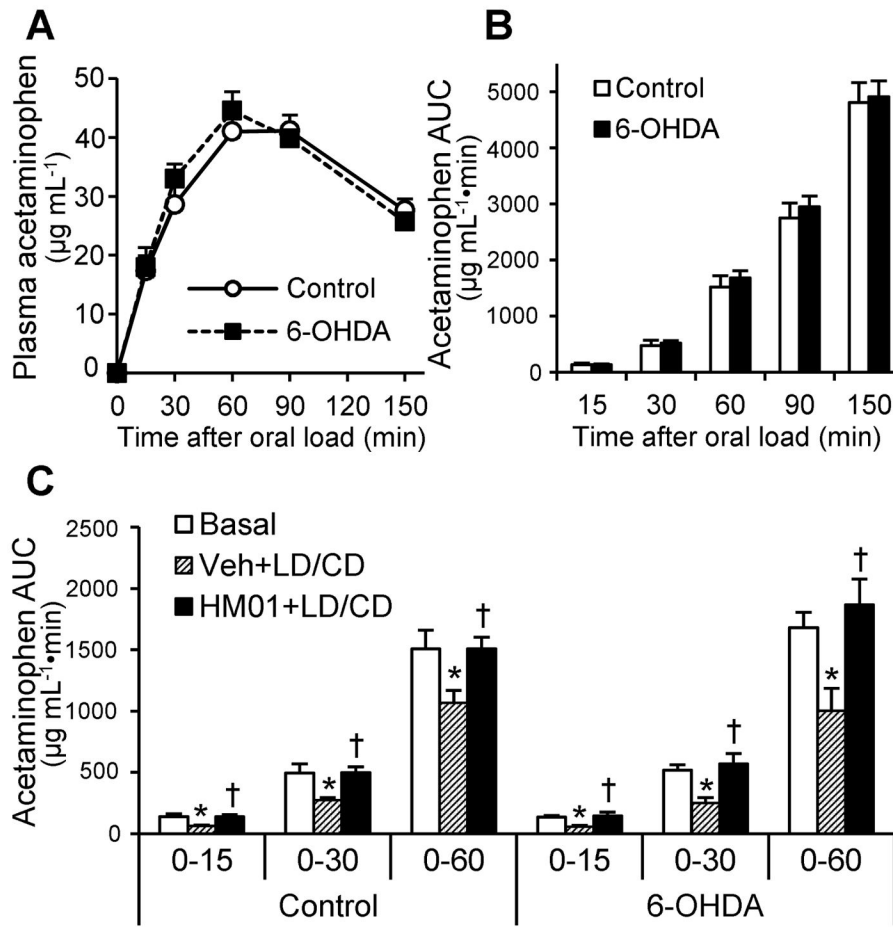 A
Plasma acetaminophen
(µg mL⁻¹)
50
40
30
20
10
0
Control
6-OHDA
0 30 60 90 120 150
Time after oral load (min)
B
Acetaminophen AUC
(µg mL⁻¹•min)
5000
4000
3000
2000
1000
0
Control
6-OHDA
15 30 60 90 150
Time after oral load (min)
C
Acetaminophen AUC
(µg mL⁻¹•min)
2500
2000
1500
1000
500
0
Basal
Veh+LD/CD
HM01+LD/CD
* † * † * † * † * † * †
0-15 0-30 0-60 0-15 0-30 0-60
Control 6-OHDA